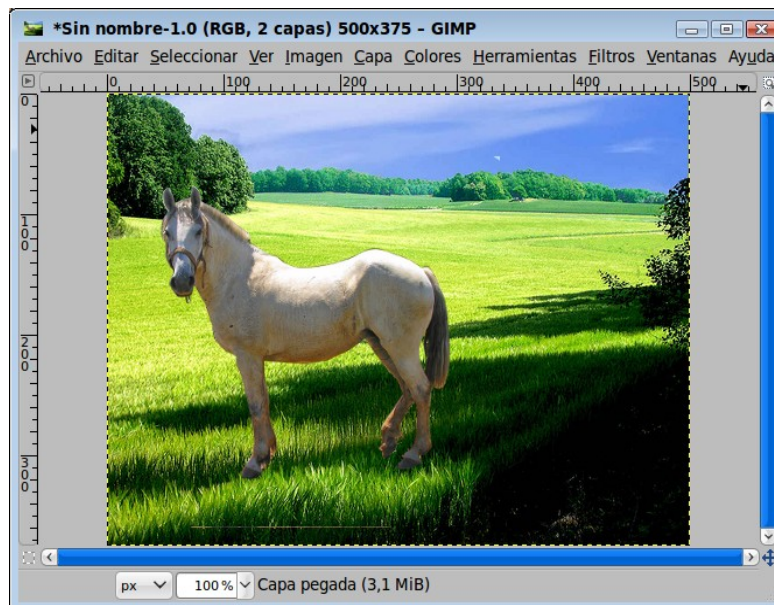 *Sin nombre-1.0 (RGB, 2 capas) 500x375 – GIMP
Archivo Editar Seleccionar Ver Imagen Capa Colores Herramientas Filtros Ventanas Ayuda
0 100 200 300 400 500
0
100
200
300
px 100 % Capa pegada (3,1 MiB)